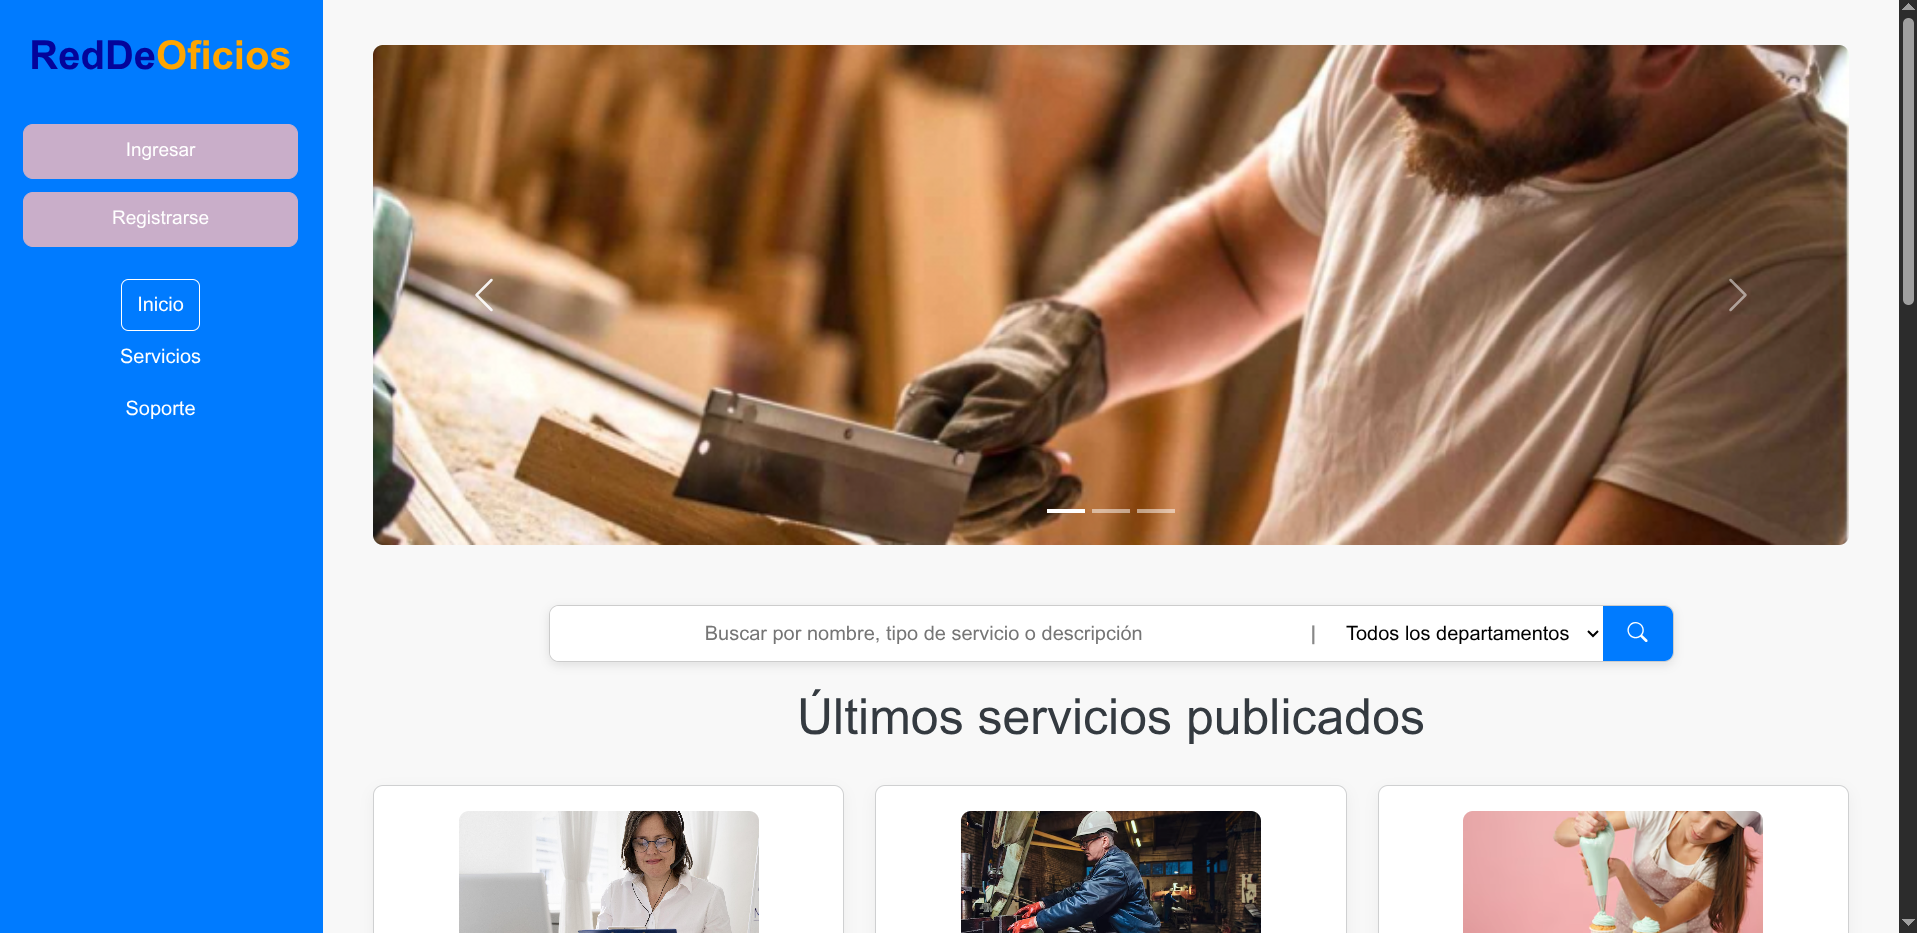 RedDeOficios
Ingresar
Registrarse
Inicio
Servicios
Soporte
Buscar por nombre, tipo de servicio o descripción | Todos los departamentos
Últimos servicios publicados